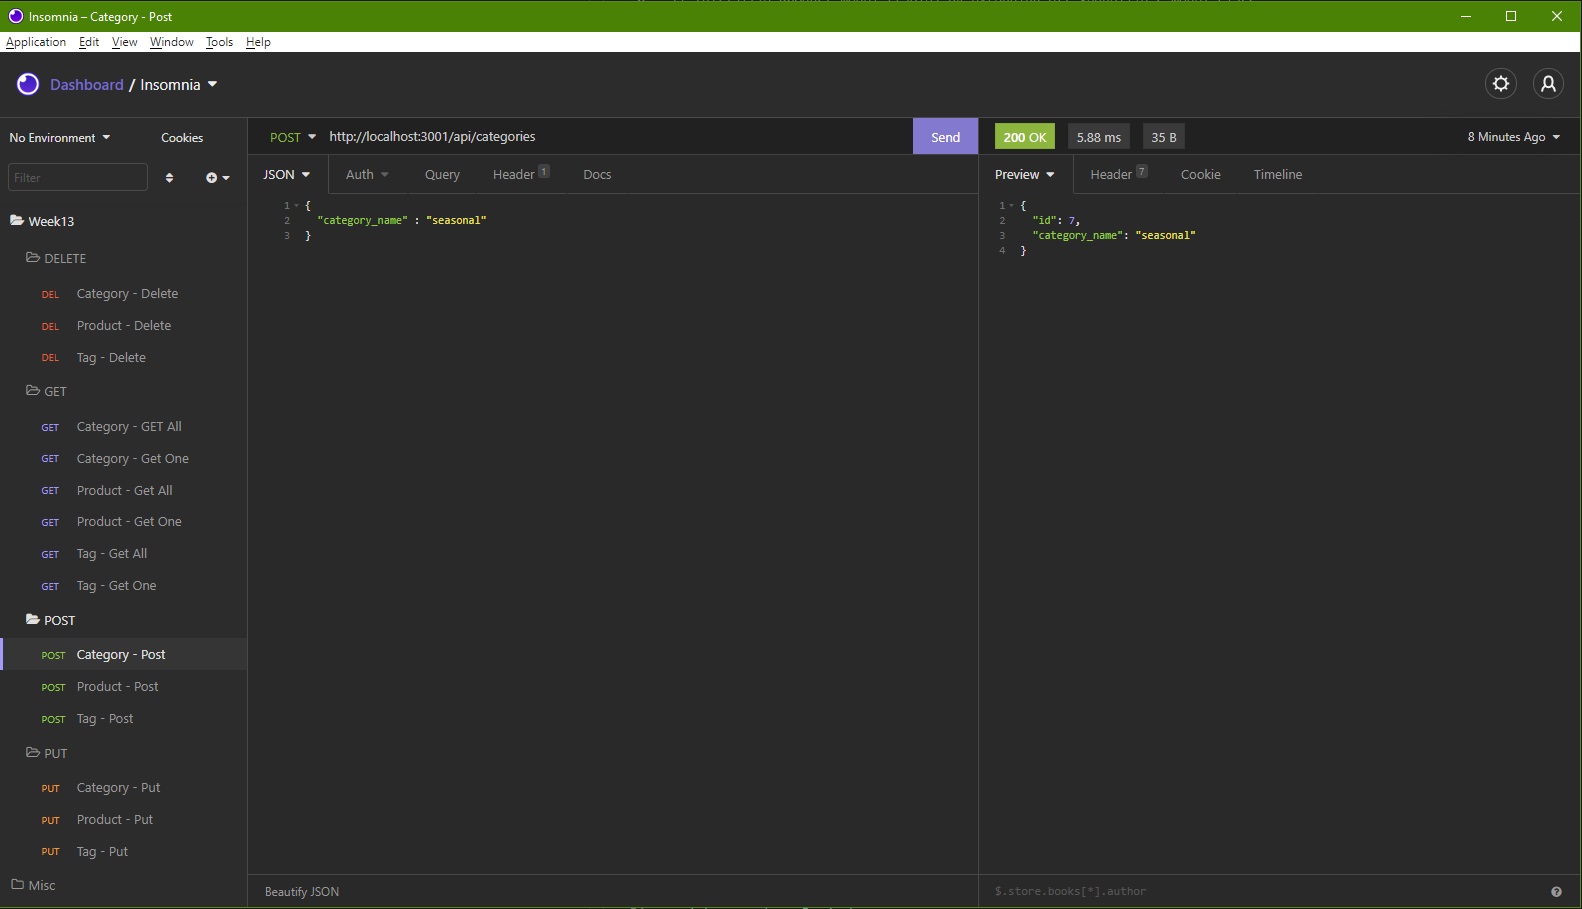 Insomnia – Category - Post
Application Edit View Window Tools Help
Dashboard / Insomnia
No Environment Cookies
Filter
Week13
DELETE
DEL Category - Delete
DEL Product - Delete
DEL Tag - Delete
GET
GET Category - GET All
GET Category - Get One
GET Product - Get All
GET Product - Get One
GET Tag - Get All
GET Tag - Get One
POST
POST Category - Post
POST Product - Post
POST Tag - Post
PUT
PUT Category - Put
PUT Product - Put
PUT Tag - Put
Misc
POST http://localhost:3001/api/categories Send
JSON Auth Query Header 1 Docs
1 {
2 "category_name" : "seasonal"
3 }
Beautify JSON
200 OK 5.88 ms 35 B 8 Minutes Ago
Preview Header 7 Cookie Timeline
1 {
2 "id": 7,
3 "category_name": "seasonal"
4 }
$.store.books[*].author